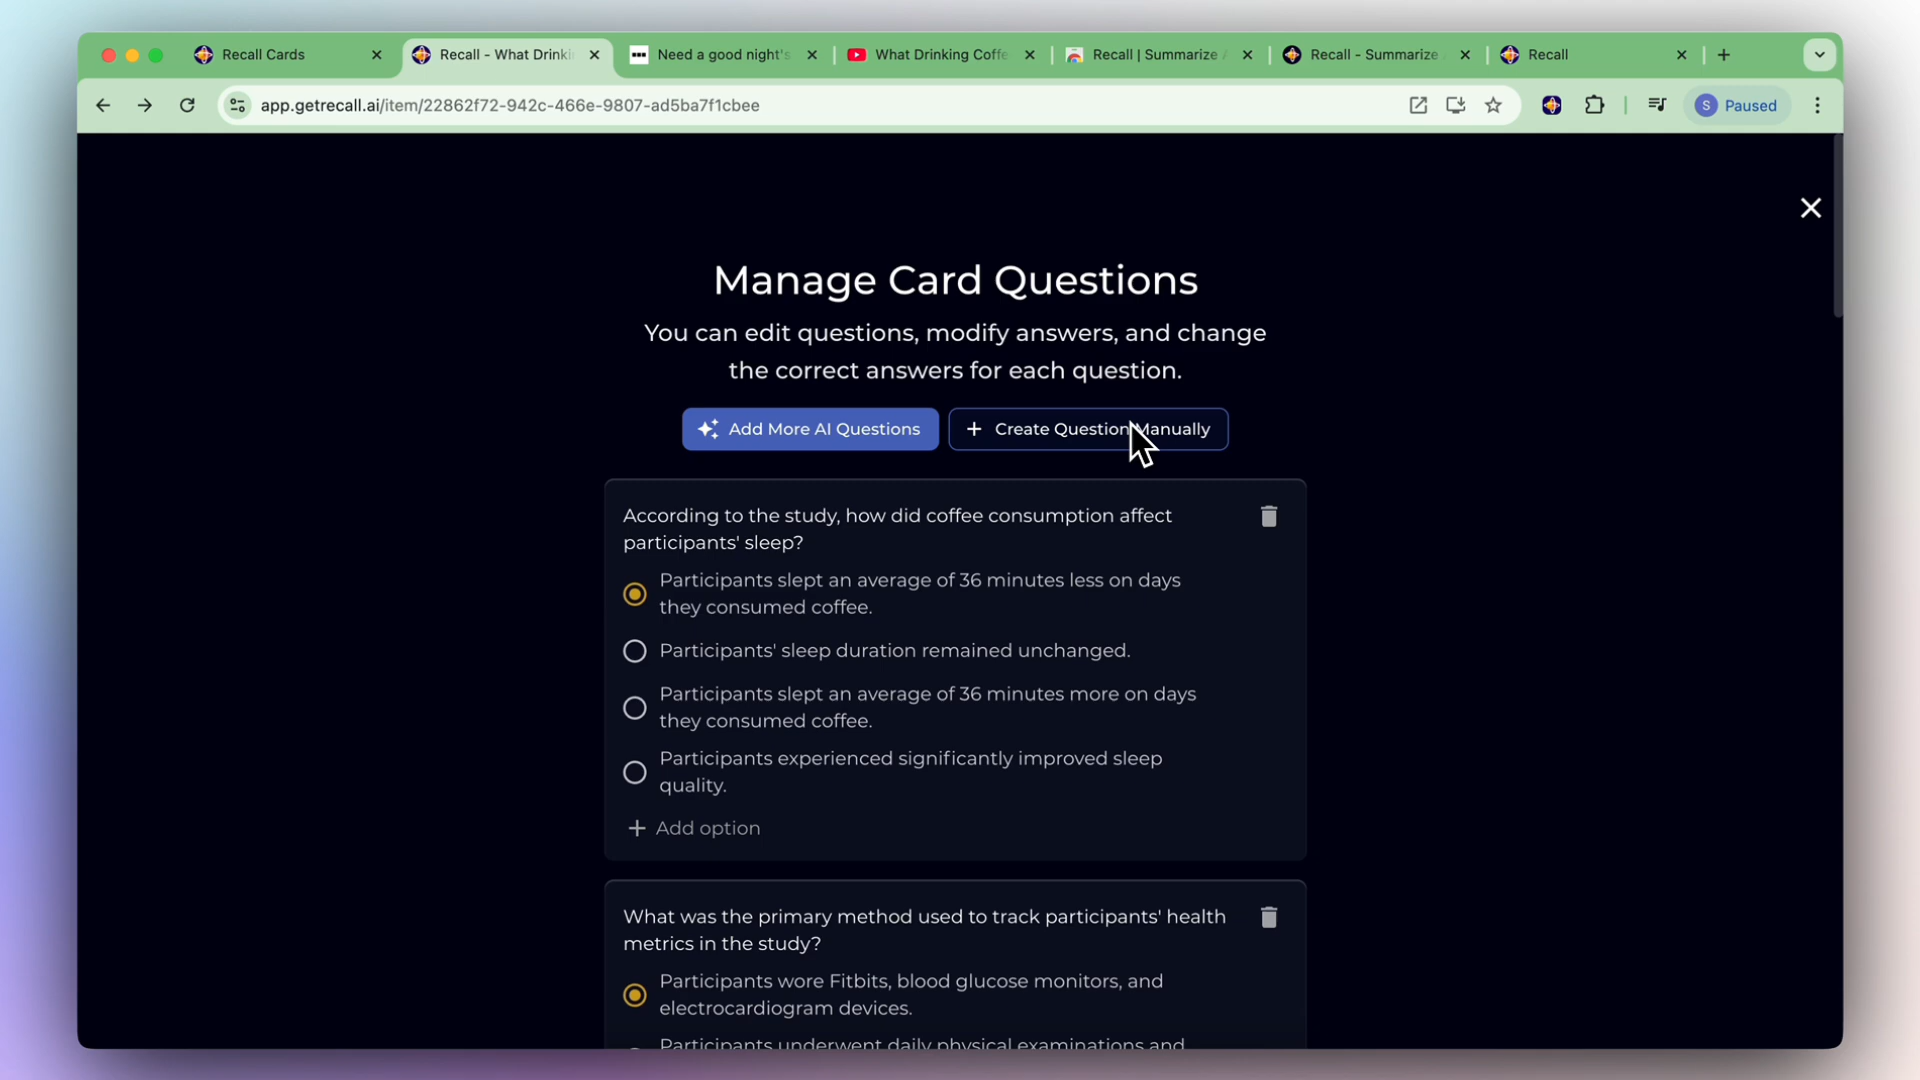 Recall Cards
Recall - What Drinki
Need a good night's
What Drinking Coffe
Recall | Summarize A
Recall - Summarize
Recall
app.getrecall.ai/item/22862f72-942c-466e-9807-ad5ba7f1cbee
S
Paused
Manage Card Questions
You can edit questions, modify answers, and change
the correct answers for each question.
Add More AI Questions
Create Question Manually
According to the study, how did coffee consumption affect
participants' sleep?
Participants slept an average of 36 minutes less on days
they consumed coffee.
Participants' sleep duration remained unchanged.
Participants slept an average of 36 minutes more on days
they consumed coffee.
Participants experienced significantly improved sleep
quality.
Add option
What was the primary method used to track participants' health
metrics in the study?
Participants wore Fitbits, blood glucose monitors, and
electrocardiogram devices.
Participants underwent daily physical examinations and